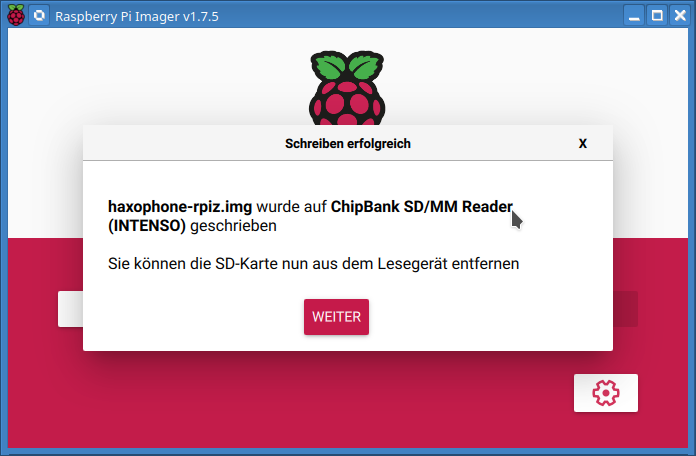 Raspberry Pi Imager v1.7.5
Schreiben erfolgreich
X
haxophone-rpiz.img wurde auf ChipBank SD/MM Reader
(INTENSO) geschrieben
Sie können die SD-Karte nun aus dem Lesegerät entfernen
WEITER